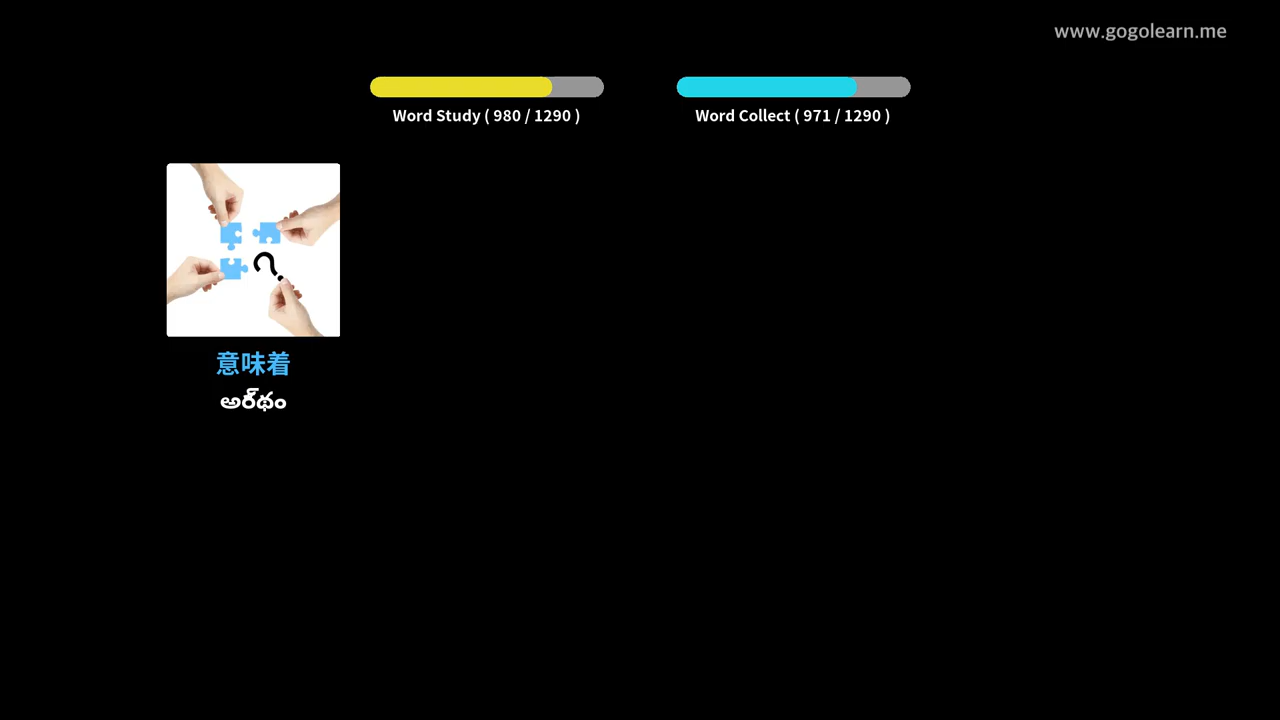 www.gogolearn.me
Word Study ( 980 / 1290 )
Word Collect ( 971 / 1290 )
?
意味着
అర్థం